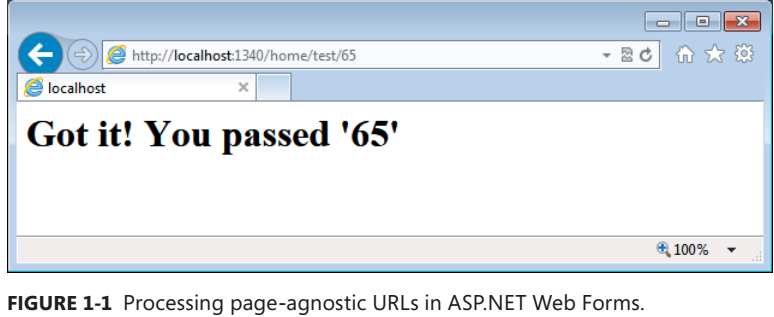 http://localhost:1340/home/test/65
localhost
Got it! You passed '65'
100%
FIGURE 1-1 Processing page-agnostic URLs in ASP.NET Web Forms.